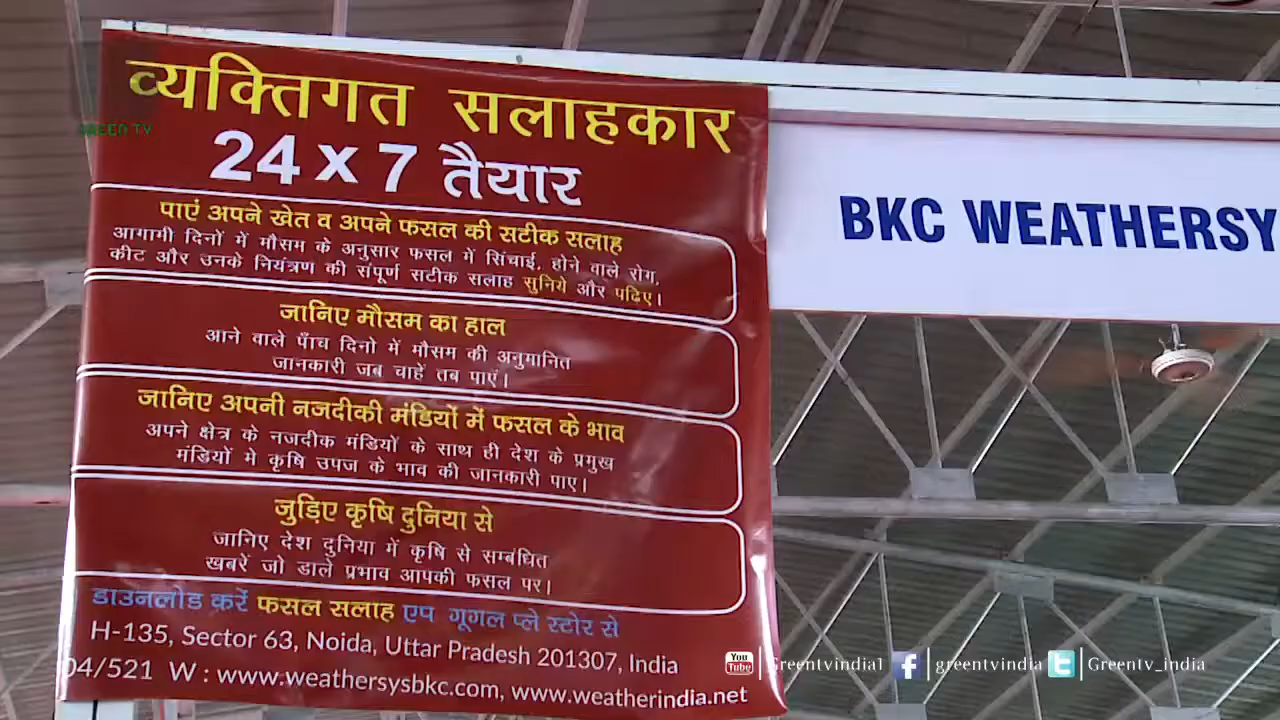 व्यक्तिगत सलाहकार
24 x 7 तैयार
पाएं अपने खेत व अपने फसल की सटीक सलाह
आगामी दिनों में मौसम के अनुसार फसल में सिंचाई, होने वाले रोग,
कीट और उनके नियंत्रण की संपूर्ण सटीक सलाह सुनिये और पढिए।
जानिए मौसम का हाल
आने वाले पाँच दिनो में मौसम की अनुमानित
जानकारी जब चाहें तब पाएं।
जानिए अपनी नजदीकी मंडियों में फसल के भाव
अपने क्षेत्र के नजदीक मंडियों के साथ ही देश के प्रमुख
मंडियों मे कृषि उपज के भाव की जानकारी पाए।
जुड़िए कृषि दुनिया से
जानिए देश दुनिया में कृषि से सम्बंधित
खबरें जो डाले प्रभाव आपकी फसल पर।
डाउनलोड करें फसल सलाह एप गूगल प्ले स्टोर से
H-135, Sector 63, Noida, Uttar Pradesh 201307, India
04/521 W : www.weathersysbkc.com, www.weatherindia.net
BKC WEATHERSY
GREEN TV
You Tube Greentvindia1 f greentvindia t Greentv_india